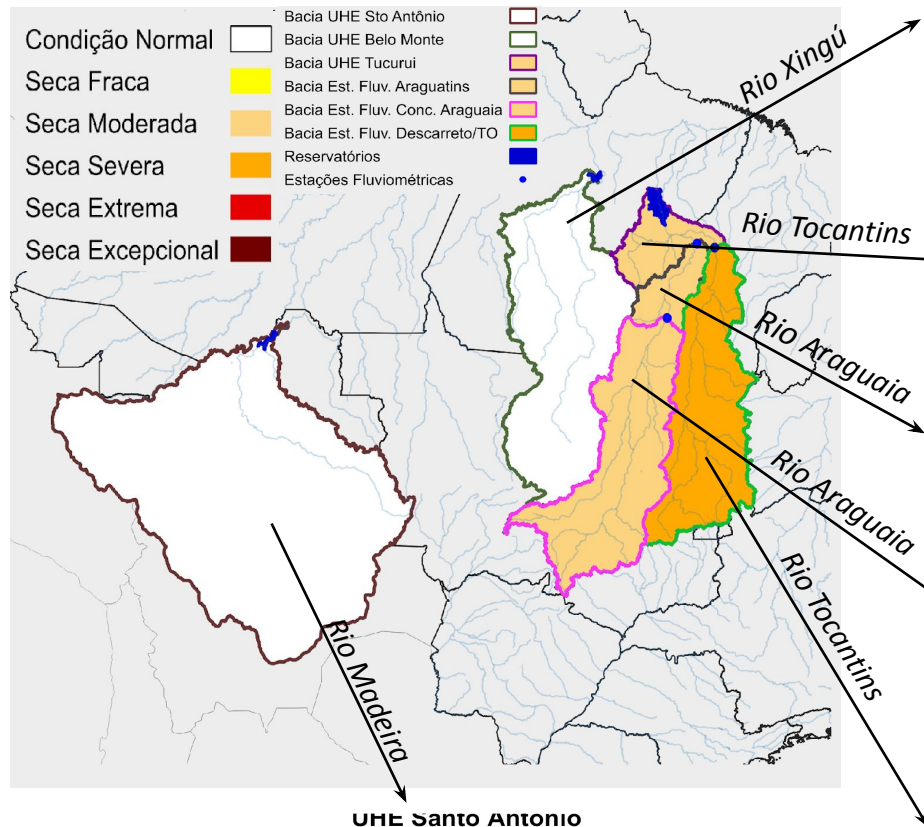 Condição Normal
Seca Fraca
Seca Moderada
Seca Severa
Seca Extrema
Seca Excepcional
Bacia UHE Sto Antônio
Bacia UHE Belo Monte
Bacia UHE Tucurui
Bacia Est. Fluv. Araguatins
Bacia Est. Fluv. Conc. Araguaia
Bacia Est. Fluv. Descarreto/TO
Reservatórios
Estações Fluviométricas
Rio Xingú
Rio Tocantins
Rio Araguaia
Rio Araguaia
Rio Tocantins
Rio Madeira
UHE Santo Antonio